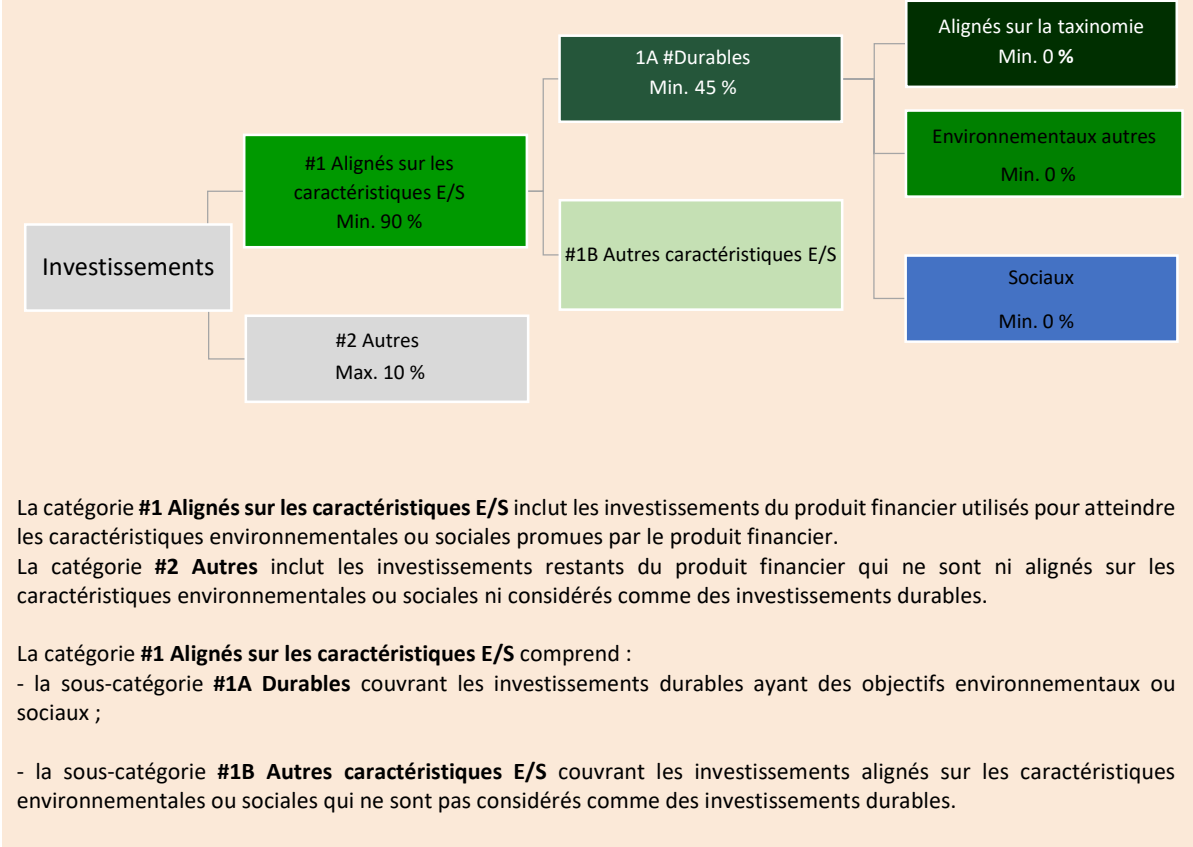 Investissements
#1 Alignés sur les
caractéristiques E/S
Min. 90 %
#2 Autres
Max. 10 %
1A #Durables
Min. 45 %
#1B Autres caractéristiques E/S
Alignés sur la taxinomie
Min. 0 %
Environnementaux autres
Min. 0 %
Sociaux
Min. 0 %
La catégorie #1 Alignés sur les caractéristiques E/S inclut les investissements du produit financier utilisés pour atteindre
les caractéristiques environnementales ou sociales promues par le produit financier.
La catégorie #2 Autres inclut les investissements restants du produit financier qui ne sont ni alignés sur les
caractéristiques environnementales ou sociales ni considérés comme des investissements durables.
La catégorie #1 Alignés sur les caractéristiques E/S comprend :
- la sous-catégorie #1A Durables couvrant les investissements durables ayant des objectifs environnementaux ou
sociaux ;
- la sous-catégorie #1B Autres caractéristiques E/S couvrant les investissements alignés sur les caractéristiques
environnementales ou sociales qui ne sont pas considérés comme des investissements durables.